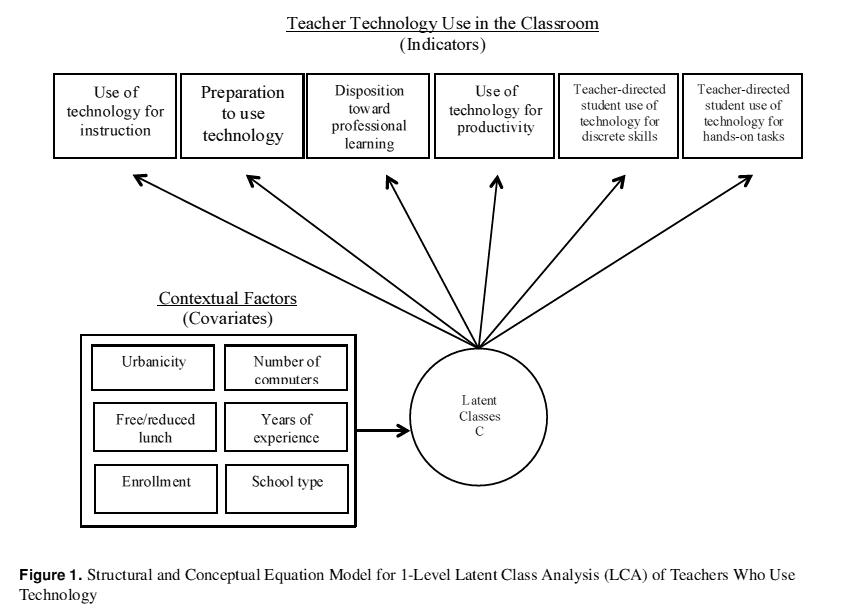 Teacher Technology Use in the Classroom
(Indicators)
Use of
technology for
instruction
Preparation
to use
technology
Disposition
toward
professional
learning
Use of
technology for
productivity
Teacher-directed
student use of
technology for
discrete skills
Teacher-directed
student use of
technology for
hands-on tasks
Contextual Factors
(Covariates)
Urbanicity
Number of
computers
Free/reduced
lunch
Years of
experience
Enrollment
School type
Latent
Classes
C
Figure 1. Structural and Conceptual Equation Model for 1-Level Latent Class Analysis (LCA) of Teachers Who Use
Technology